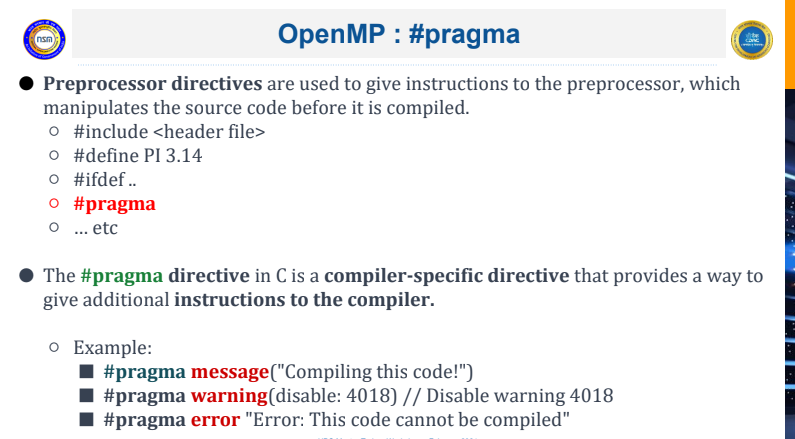 OpenMP : #pragma
nsm
● Preprocessor directives are used to give instructions to the preprocessor, which
manipulates the source code before it is compiled.
○ #include <header file>
○ #define PI 3.14
○ #ifdef ..
○ #pragma
○ … etc
● The #pragma directive in C is a compiler-specific directive that provides a way to
give additional instructions to the compiler.
○ Example:
■ #pragma message("Compiling this code!")
■ #pragma warning(disable: 4018) // Disable warning 4018
■ #pragma error "Error: This code cannot be compiled"